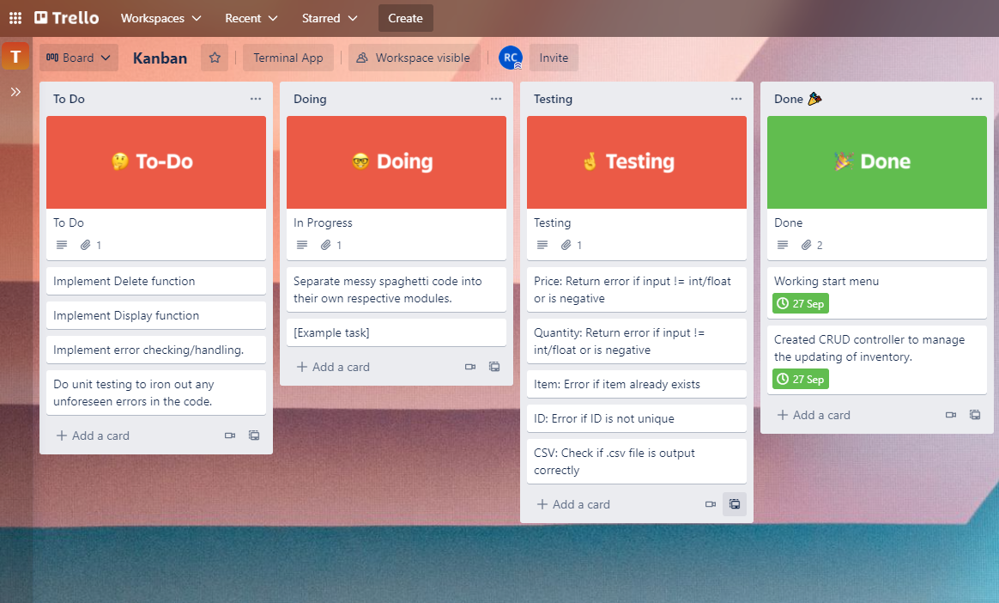 Trello Workspaces Recent Starred Create
T Board Kanban Terminal App Workspace visible RC Invite
To Do
To-Do
To Do
1
Implement Delete function
Implement Display function
Implement error checking/handling.
Do unit testing to iron out any
unforeseen errors in the code.
+ Add a card
Doing
Doing
In Progress
1
Separate messy spaghetti code into
their own respective modules.
[Example task]
+ Add a card
Testing
Testing
Testing
1
Price: Return error if input != int/float
or is negative
Quantity: Return error if input !=
int/float or is negative
Item: Error if item already exists
ID: Error if ID is not unique
CSV: Check if .csv file is output
correctly
+ Add a card
Done
Done
Done
2
Working start menu
27 Sep
Created CRUD controller to manage
the updating of inventory.
27 Sep
+ Add a card